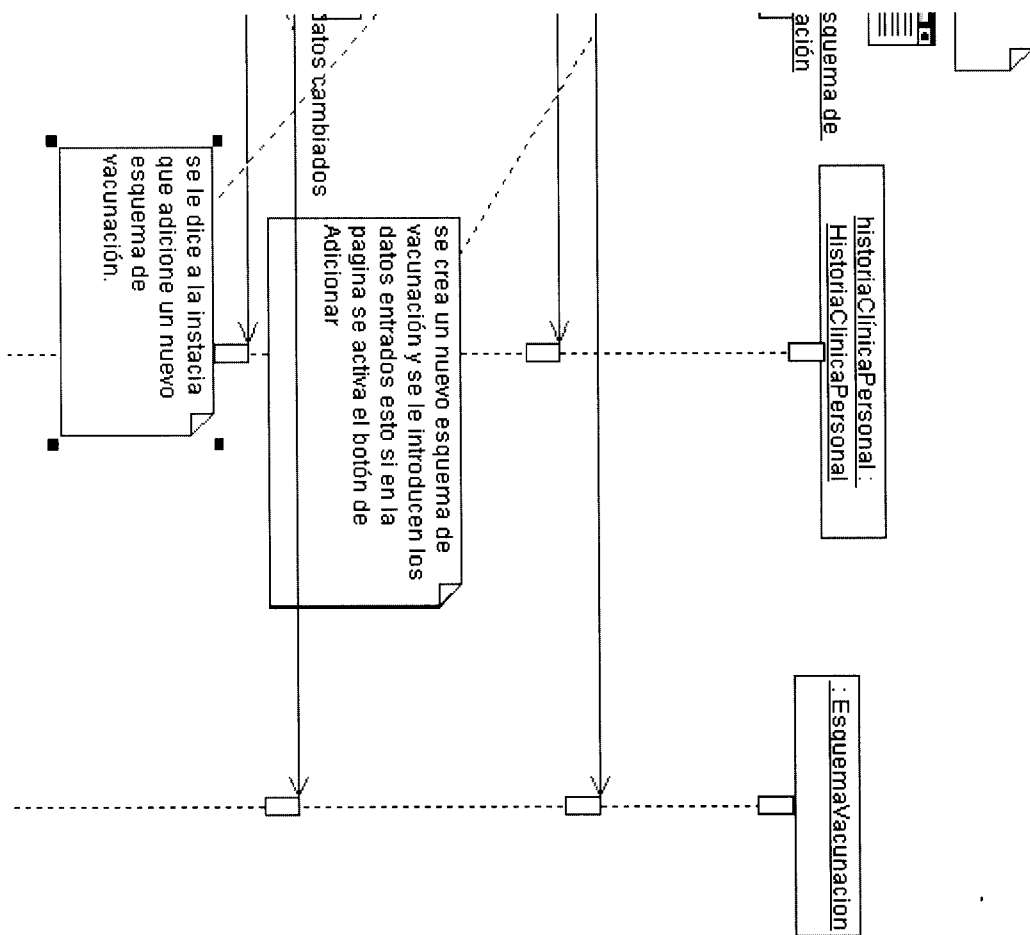 squema de
ación
historiaClínicaPersonal :
HistoriaClinicaPersonal
: EsquemaVacunacion
datos cambiados
se crea un nuevo esquema de
vacunación y se le introducen los
datos entrados esto si en la
pagina se activa el botón de
Adicionar
se le dice a la instacia
que adicione un nuevo
esquema de
vacunación.